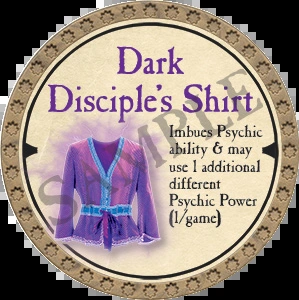 Dark
Disciple's Shirt
Imbues Psychic
ability & may
use 1 additional
different
Psychic Power
(1/game)
SAMPLE